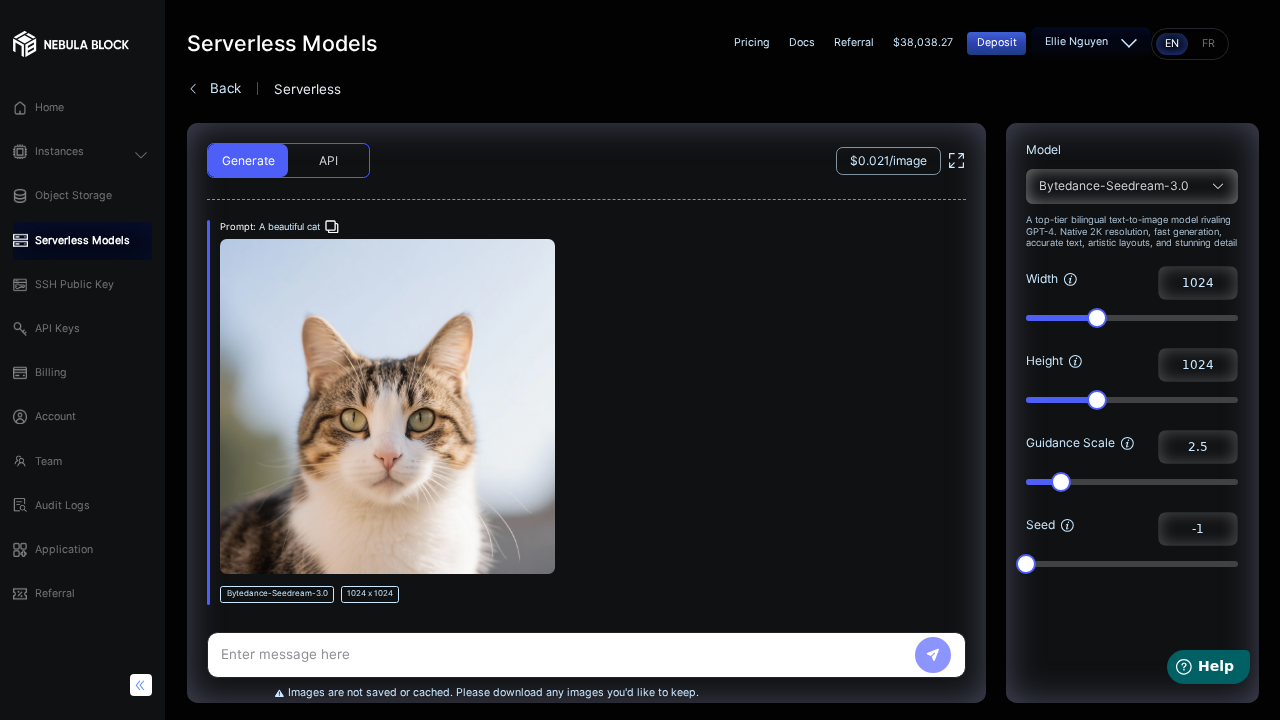 NEBULA BLOCK
Home
Instances
Object Storage
Serverless Models
SSH Public Key
API Keys
Billing
Account
Team
Audit Logs
Application
Referral
Serverless Models
Pricing
Docs
Referral
$38,038.27
Deposit
Ellie Nguyen
EN
FR
Back
Serverless
Generate
API
$0.021/image
Prompt: A beautiful cat
Bytedance-Seedream-3.0
1024 x 1024
Enter message here
Images are not saved or cached. Please download any images you'd like to keep.
Model
Bytedance-Seedream-3.0
A top-tier bilingual text-to-image model rivaling
GPT-4. Native 2K resolution, fast generation,
accurate text, artistic layouts, and stunning detail
Width
1024
Height
1024
Guidance Scale
2.5
Seed
-1
Help